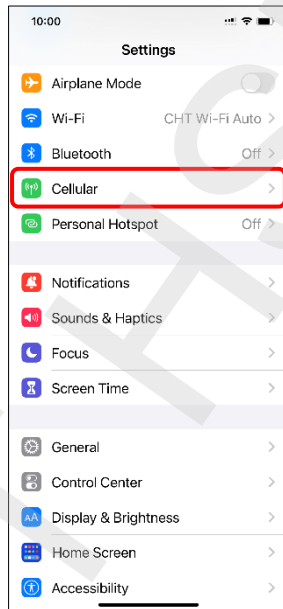 10:00
Settings
Airplane Mode
Wi-Fi CHT Wi-Fi Auto
Bluetooth Off
Cellular
Personal Hotspot Off
Notifications
Sounds & Haptics
Focus
Screen Time
General
Control Center
AA Display & Brightness
Home Screen
Accessibility